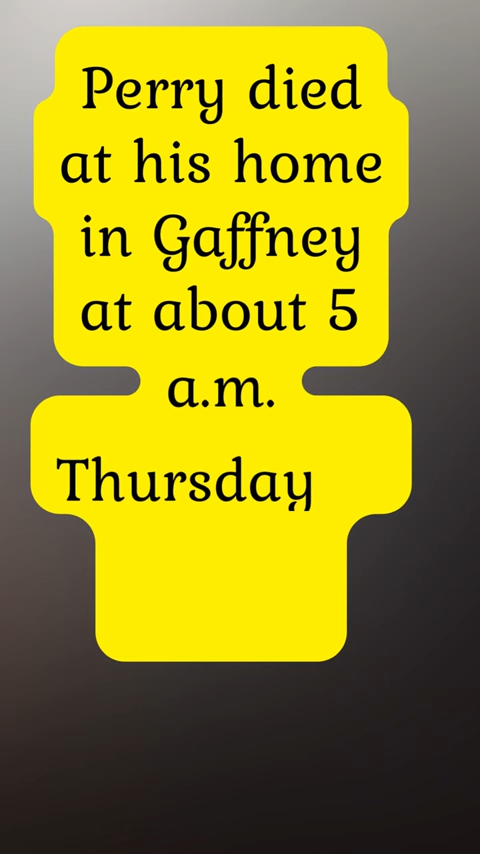 Perry died
at his home
in Gaffney
at about 5
a.m.
Thursday